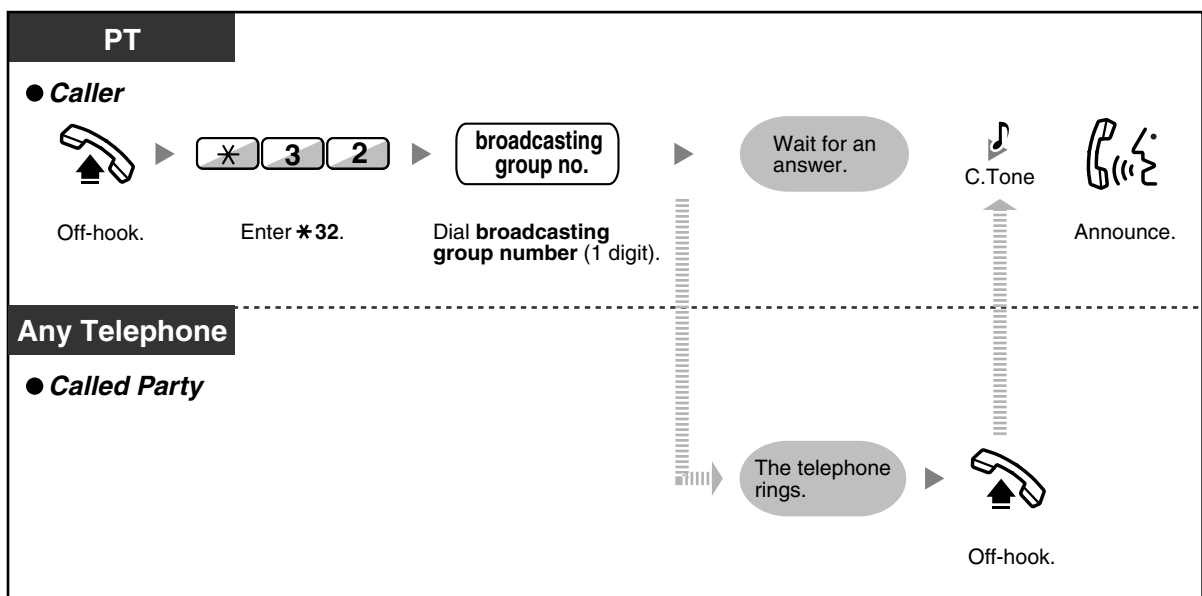 PT
● Caller
✳ 3 2
broadcasting
group no.
Wait for an
answer.
C.Tone
Off-hook.
Enter ✳32.
Dial broadcasting
group number (1 digit).
Announce.
Any Telephone
● Called Party
The telephone
rings.
Off-hook.